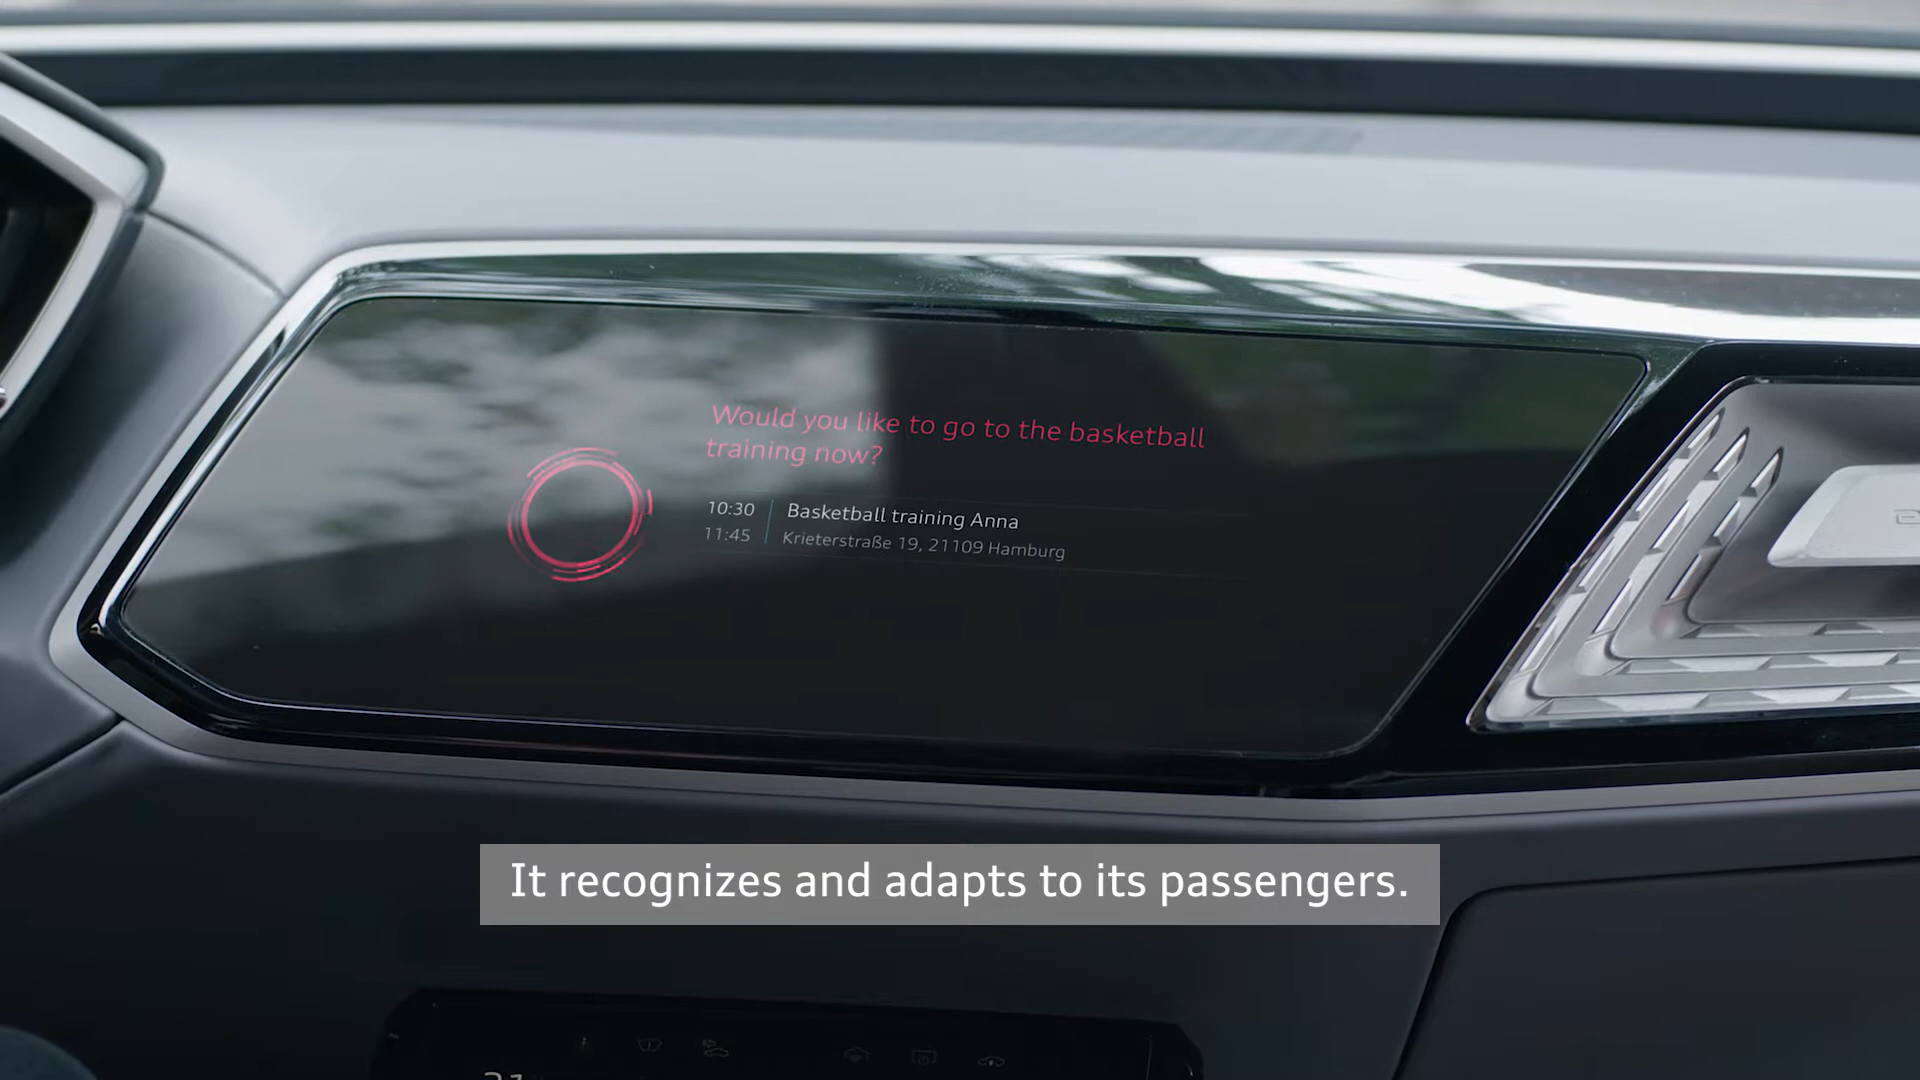 Would you like to go to the basketball
training now?
10:30 Basketball training Anna
11:45 Krieterstraße 19, 21109 Hamburg
It recognizes and adapts to its passengers.